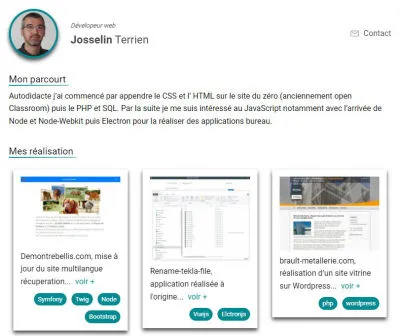 Dévelopeur web
Josselin Terrien
Contact
Mon parcourt
Autodidacte j'ai commencé par appendre le CSS et l' HTML sur le site du zéro (anciennement open
Classroom) puis le PHP et SQL. Par la suite je me suis intéressé au JavaScript notamment avec l'arrivée de
Node et Node-Webkit puis Electron pour la réaliser des applications bureau.
Mes réalisation
Demontrebellis.com, mise à
jour du site multilangue
récuperation... voir +
Symfony Twig Node
Bootstrap
Rename-tekla-file,
application réalisée à
l'origine... voir +
Vuejs Elctronjs
brault-metallerie.com,
réalisation d'un site vitrine
sur Wordpress... voir +
php wordpress